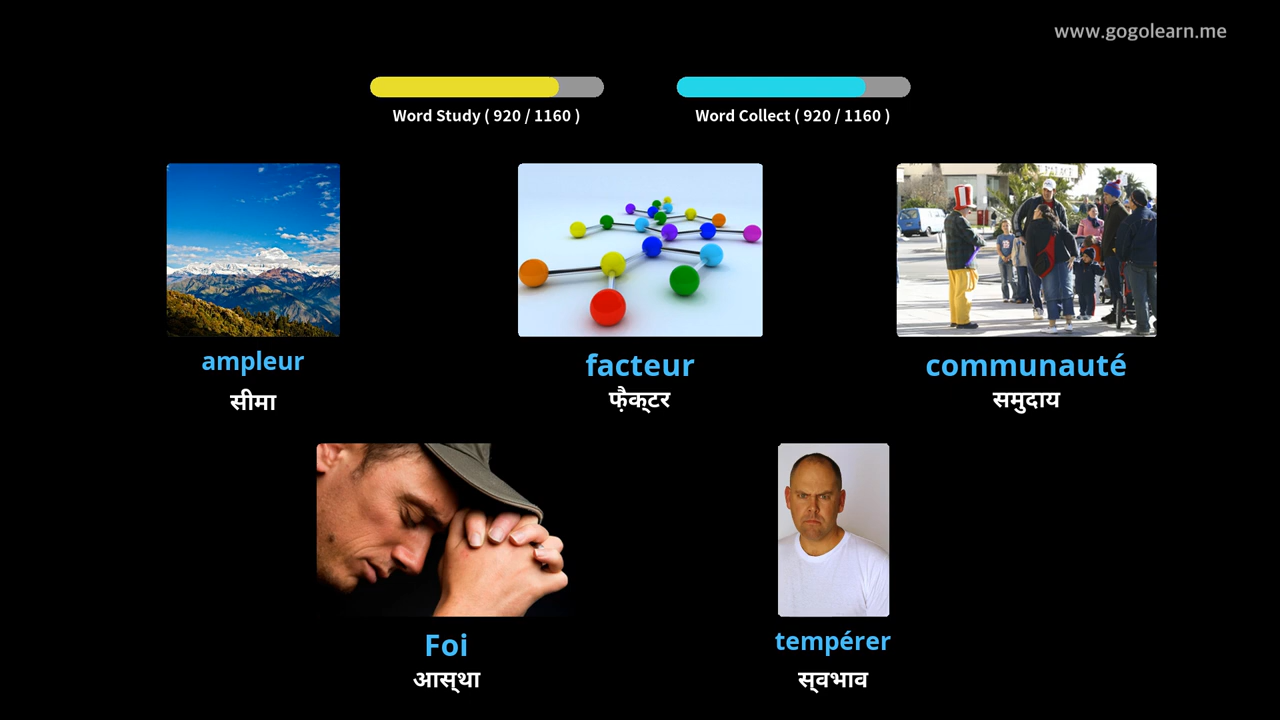 www.gogolearn.me
Word Study ( 920 / 1160 )
Word Collect ( 920 / 1160 )
ampleur
सीमा
facteur
फ़ैक्टर
communauté
समुदाय
Foi
आस्था
tempérer
स्वभाव